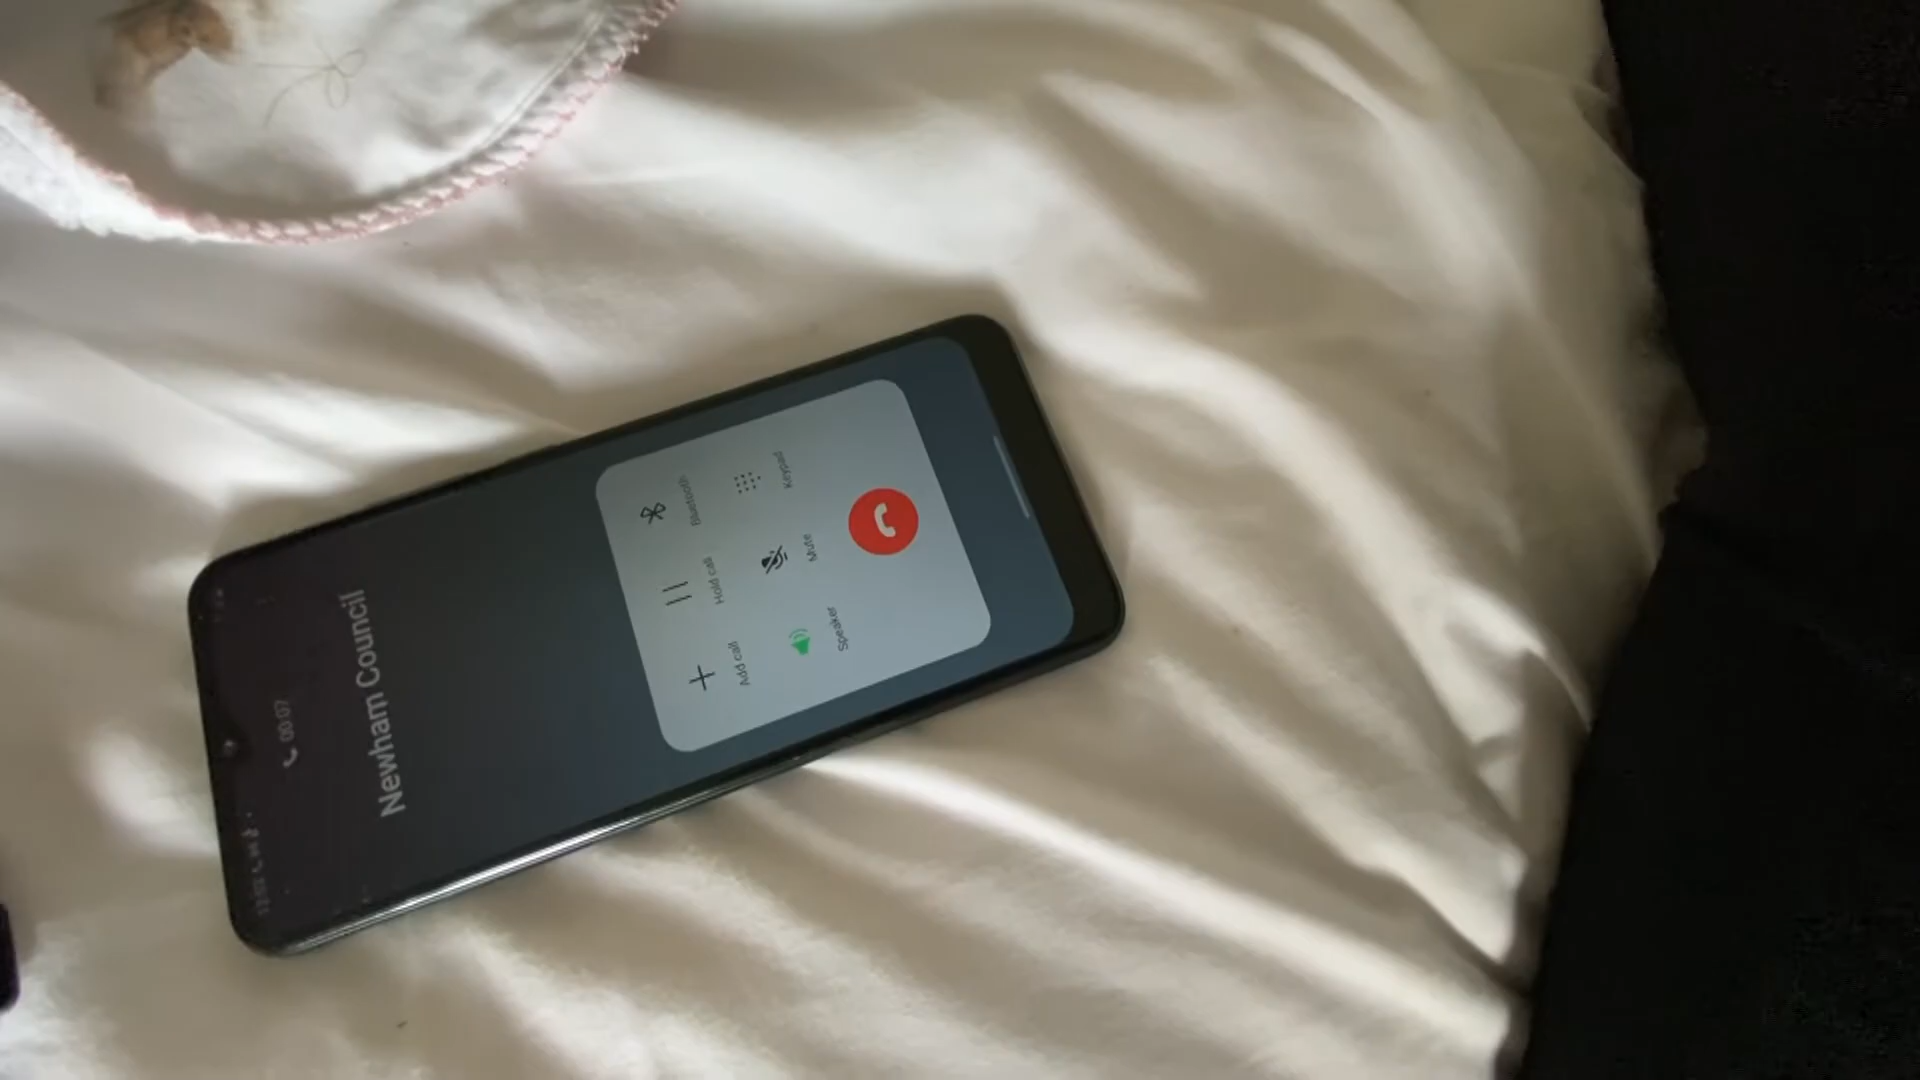 00:07
Newham Council
Add call
Hold call
Bluetooth
Speaker
Mute
Keypad